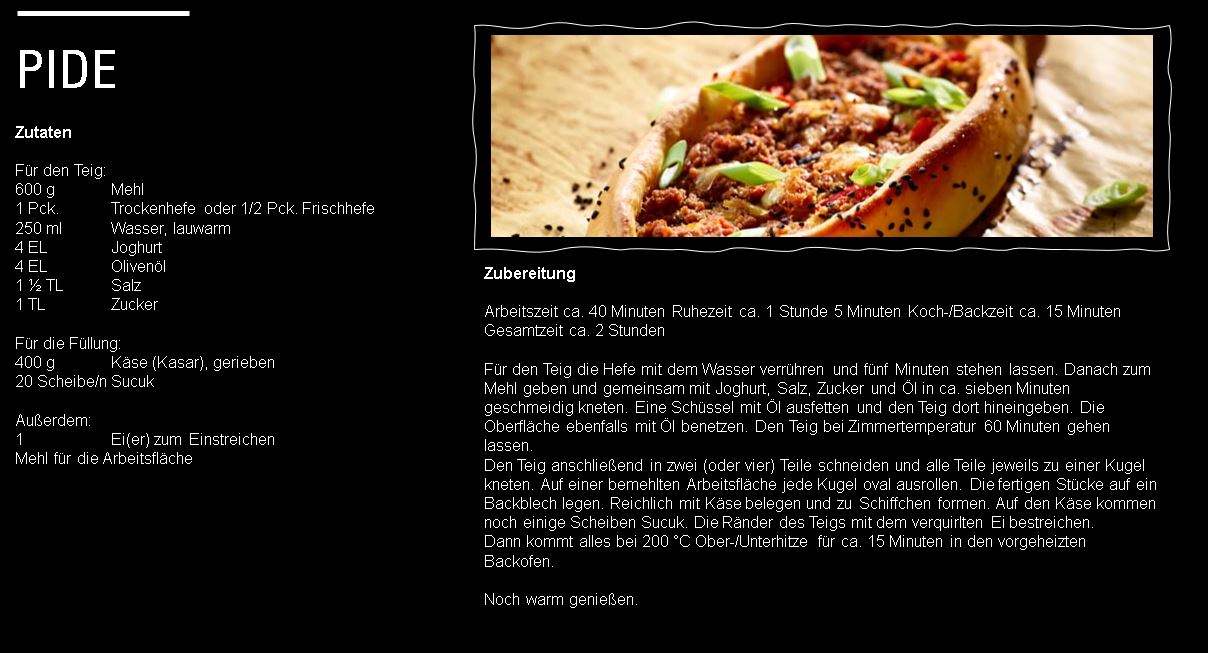 PIDE
Zutaten
Für den Teig:
600 g Mehl
1 Pck. Trockenhefe oder 1/2 Pck. Frischhefe
250 ml Wasser, lauwarm
4 EL Joghurt
4 EL Olivenöl
1 ½ TL Salz
1 TL Zucker
Für die Füllung:
400 g Käse (Kasar), gerieben
20 Scheibe/n Sucuk
Außerdem:
1 Ei(er) zum Einstreichen
Mehl für die Arbeitsfläche
Zubereitung
Arbeitszeit ca. 40 Minuten Ruhezeit ca. 1 Stunde 5 Minuten Koch-/Backzeit ca. 15 Minuten
Gesamtzeit ca. 2 Stunden
Für den Teig die Hefe mit dem Wasser verrühren und fünf Minuten stehen lassen. Danach zum
Mehl geben und gemeinsam mit Joghurt, Salz, Zucker und Öl in ca. sieben Minuten
geschmeidig kneten. Eine Schüssel mit Öl ausfetten und den Teig dort hineingeben. Die
Oberfläche ebenfalls mit Öl benetzen. Den Teig bei Zimmertemperatur 60 Minuten gehen
lassen.
Den Teig anschließend in zwei (oder vier) Teile schneiden und alle Teile jeweils zu einer Kugel
kneten. Auf einer bemehlten Arbeitsfläche jede Kugel oval ausrollen. Die fertigen Stücke auf ein
Backblech legen. Reichlich mit Käse belegen und zu Schiffchen formen. Auf den Käse kommen
noch einige Scheiben Sucuk. Die Ränder des Teigs mit dem verquirlten Ei bestreichen.
Dann kommt alles bei 200 °C Ober-/Unterhitze für ca. 15 Minuten in den vorgeheizten
Backofen.
Noch warm genießen.